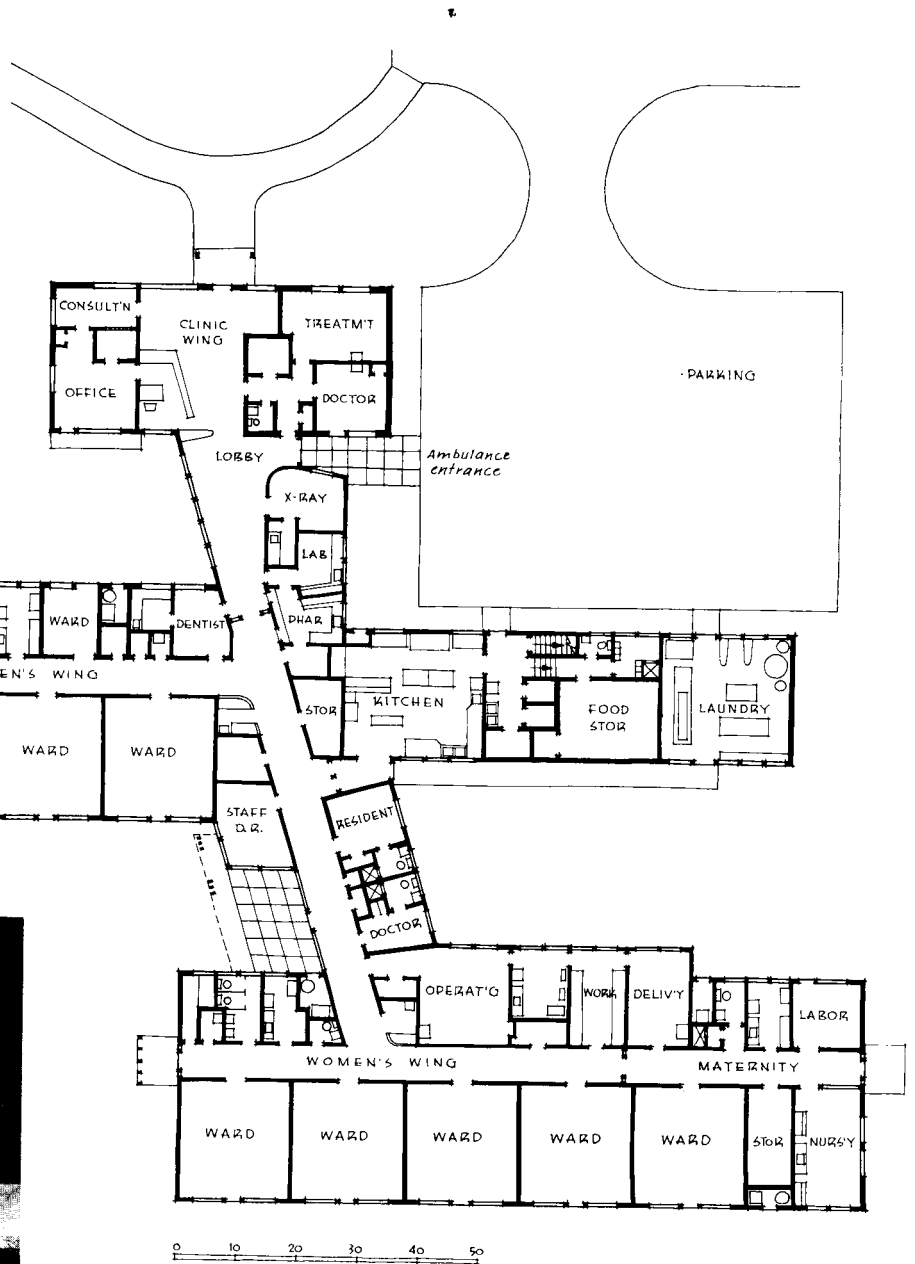 CONSULT'N
CLINIC
WING
TREATM'T
OFFICE
DOCTOR
PARKING
LOBBY
Ambulance
entrance
X-RAY
LAB
WARD
DENTIST
PHAR
EN'S WING
STOR
KITCHEN
FOOD
STOR
LAUNDRY
WARD
WARD
STAFF
D.R.
RESIDENT
DOCTOR
OPERAT'G
WORK
DELIV'Y
LABOR
WOMEN'S WING
MATERNITY
WARD
WARD
WARD
WARD
WARD
STOR
NURS'Y
0 10 20 30 40 50